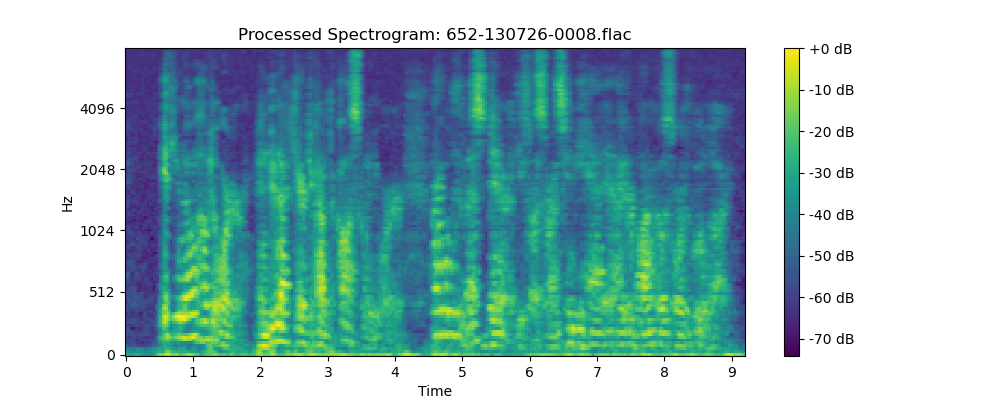 Processed Spectrogram: 652-130726-0008.flac
+0 dB
-10 dB
-20 dB
-30 dB
-40 dB
-50 dB
-60 dB
-70 dB
Hz
4096
2048
1024
512
0
0 1 2 3 4 5 6 7 8 9
Time